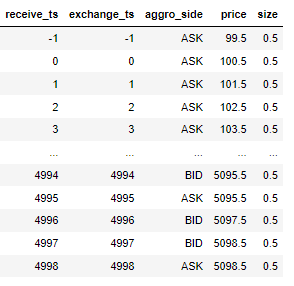 receive_ts exchange_ts aggro_side price size
-1 -1 ASK 99.5 0.5
0 0 ASK 100.5 0.5
1 1 ASK 101.5 0.5
2 2 ASK 102.5 0.5
3 3 ASK 103.5 0.5
... ... ... ... ...
4994 4994 BID 5095.5 0.5
4995 4995 ASK 5095.5 0.5
4996 4996 BID 5097.5 0.5
4997 4997 BID 5098.5 0.5
4998 4998 ASK 5098.5 0.5